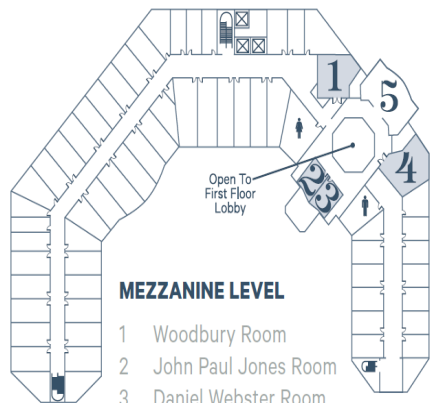 1
5
4
2
3
Open To
First Floor
Lobby
MEZZANINE LEVEL
1 Woodbury Room
2 John Paul Jones Room
3 Daniel Webster Room